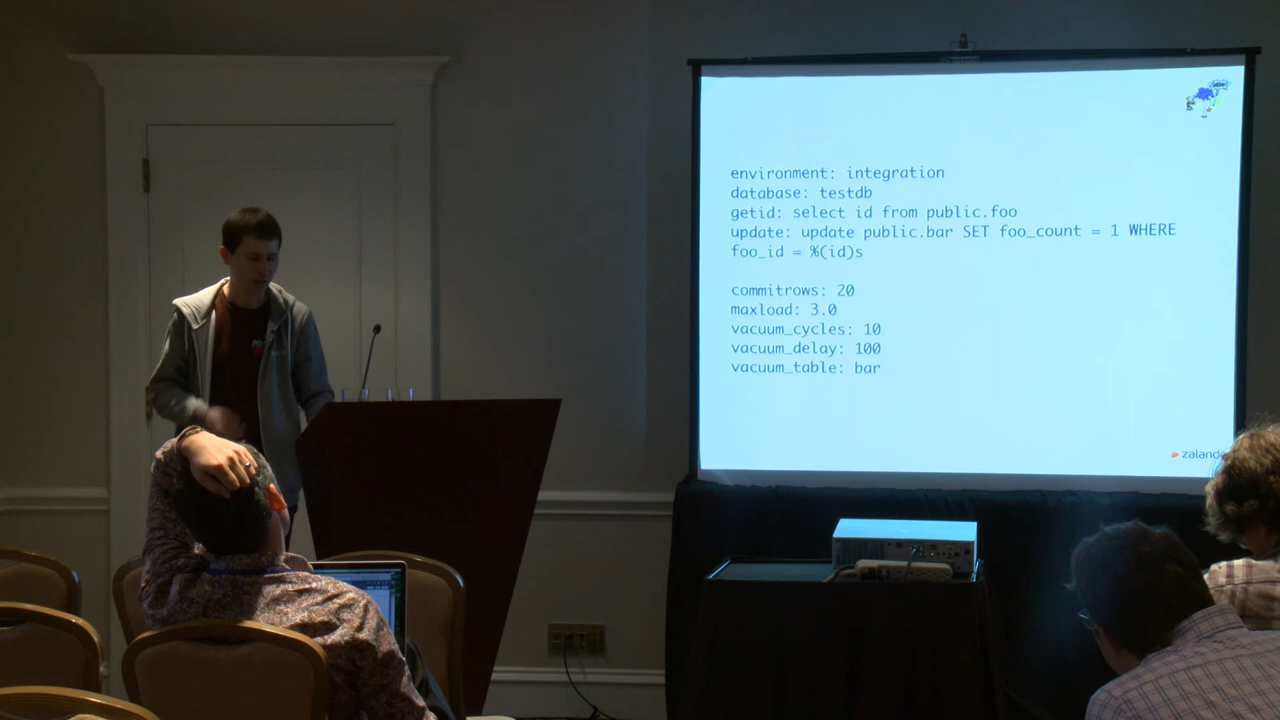 environment: integration
database: testdb
getid: select id from public.foo
update: update public.bar SET foo_count = 1 WHERE
foo_id = %(id)s
commitrows: 20
maxload: 3.0
vacuum_cycles: 10
vacuum_delay: 100
vacuum_table: bar
zalando